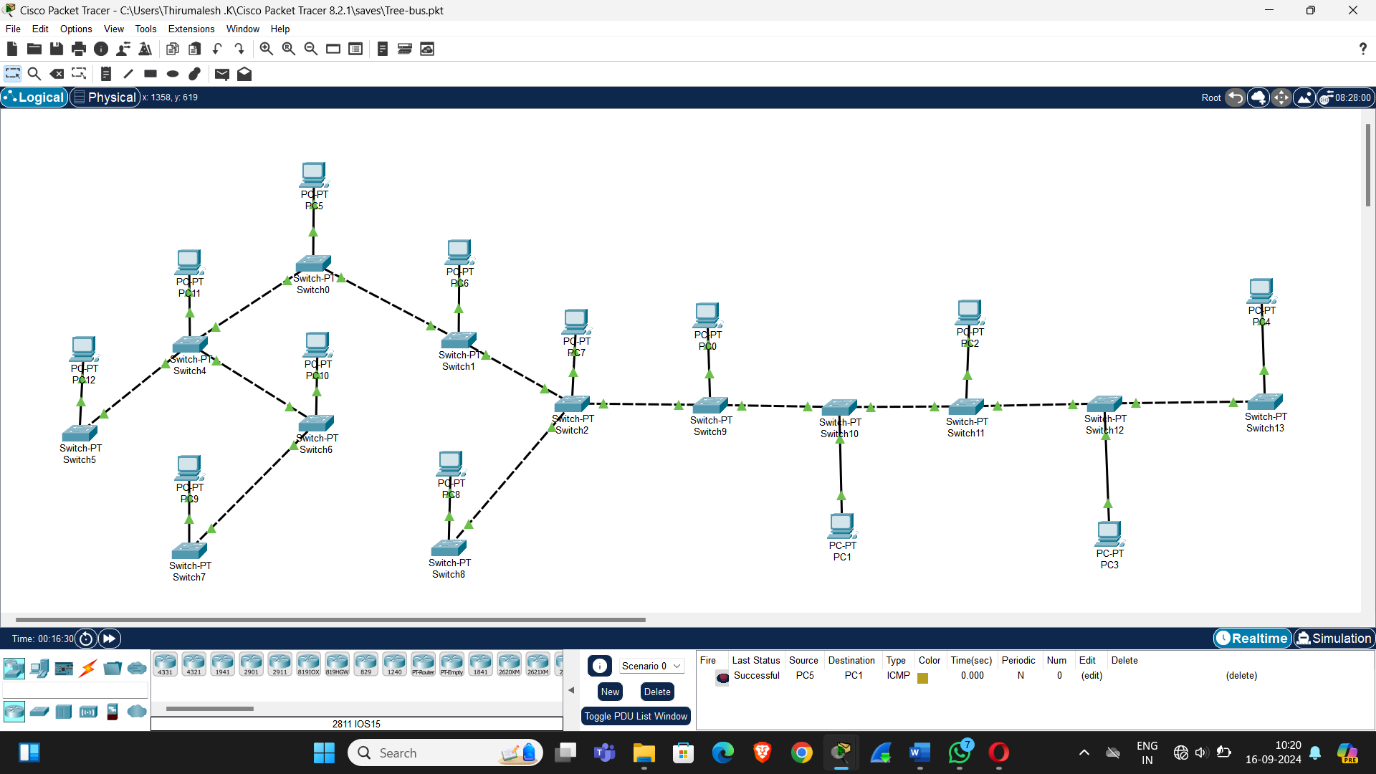 Cisco Packet Tracer - C:\Users\Thirumalesh .K\Cisco Packet Tracer 8.2.1\saves\Tree-bus.pkt
File Edit Options View Tools Extensions Window Help
?
Logical Physical x: 1358, y: 619 Root 08:28:00
PC-PT
PC5
Switch-PT
Switch0
PC-PT
PC11
PC-PT
PC6
PC-PT
PC4
Switch-PT
Switch4
PC-PT
PC12
PC-PT
PC10
Switch-PT
Switch1
PC-PT
PC7
PC-PT
PC0
PC-PT
PC2
Switch-PT
Switch5
Switch-PT
Switch6
Switch-PT
Switch2
Switch-PT
Switch9
Switch-PT
Switch10
Switch-PT
Switch11
Switch-PT
Switch12
Switch-PT
Switch13
PC-PT
PC9
PC-PT
PC8
Switch-PT
Switch7
Switch-PT
Switch8
PC-PT
PC1
PC-PT
PC3
Time: 00:16:30 Realtime Simulation
4331 4321 1941 2901 2911 819IOX 819HGW 829 1240 PT-Router PT-Empty 1841 2620XM 2621XM
2811 IOS15
Scenario 0
New Delete
Toggle PDU List Window
Fire Last Status Source Destination Type Color Time(sec) Periodic Num Edit Delete
Successful PC5 PC1 ICMP 0.000 N 0 (edit) (delete)
Search
7
ENG
IN
10:20
16-09-2024
PRE